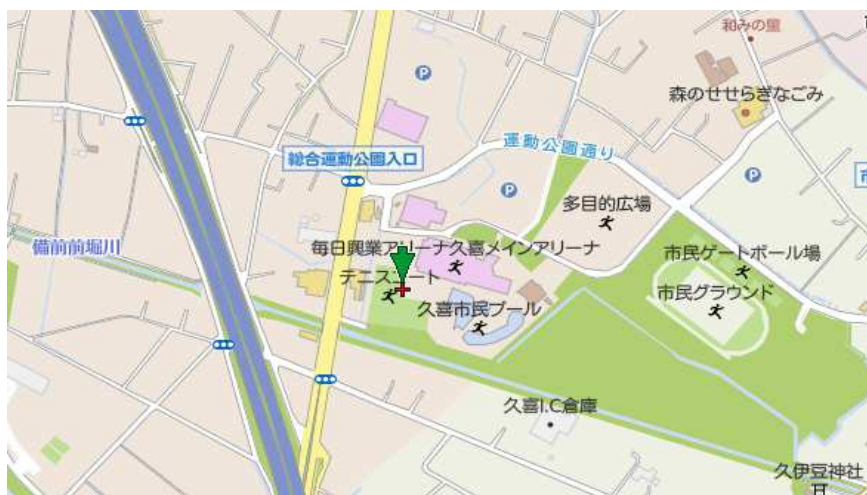 和みの里
森のせせらぎなごみ
運動公園通り
総合運動公園入口
市
多目的広場
備前前堀川
毎日興業アリーナ久喜メインアリーナ
市民ゲートボール場
テニスコート
市民グラウンド
久喜市民プール
久喜I.C倉庫
久伊豆神社